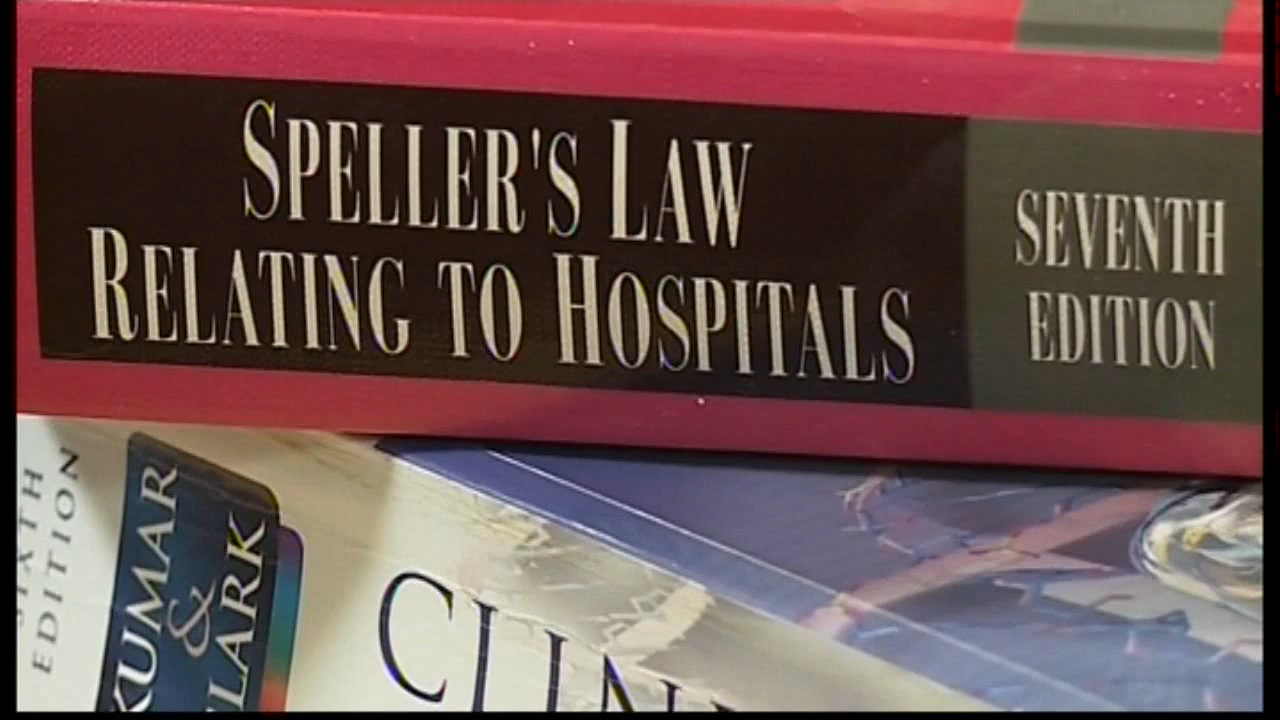 SPELLER'S LAW
RELATING TO HOSPITALS
SEVENTH
EDITION
SIXTH
EDITION
KUMAR
&
CLARK